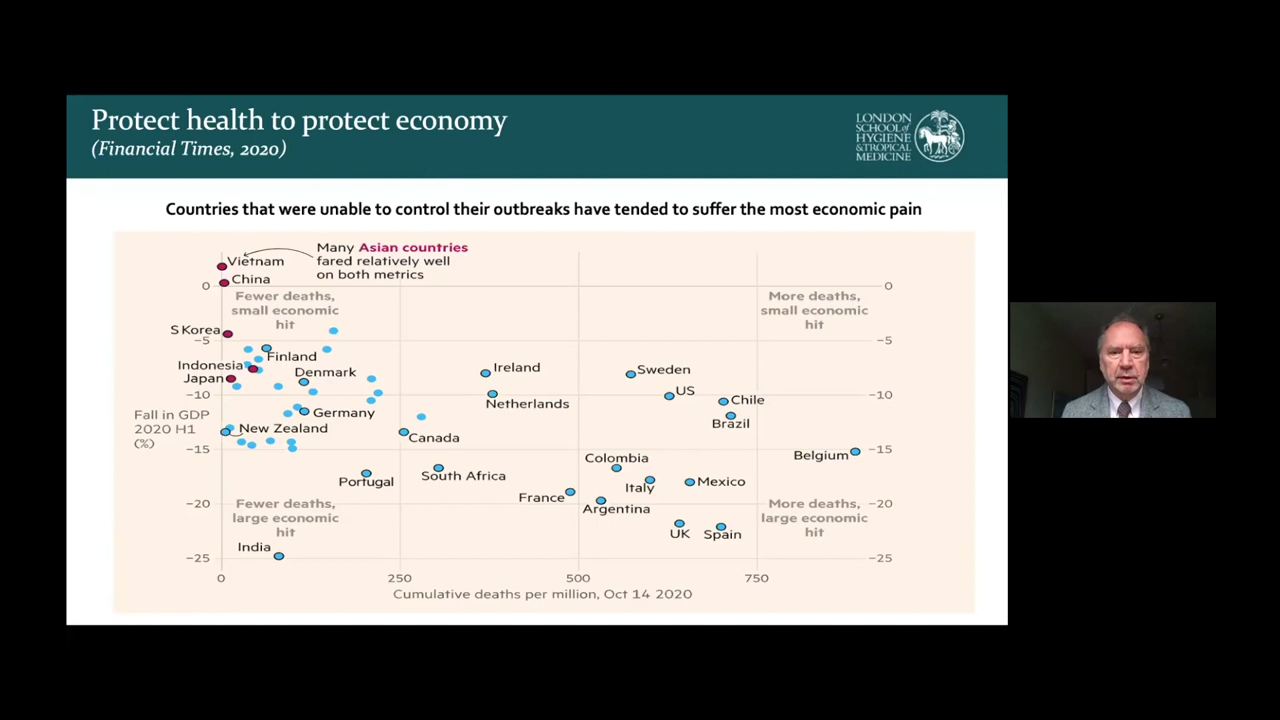 Protect health to protect economy
(Financial Times, 2020)
LONDON
SCHOOL of
HYGIENE
& TROPICAL
MEDICINE
Countries that were unable to control their outbreaks have tended to suffer the most economic pain
Many Asian countries
fared relatively well
on both metrics
Vietnam
China
0
0
Fewer deaths,
small economic
hit
More deaths,
small economic
hit
S Korea
−5
−5
Finland
Indonesia
Japan
Denmark
Ireland
Sweden
−10
−10
US
Netherlands
Chile
Brazil
Fall in GDP
2020 H1
(%)
Germany
New Zealand
Canada
−15
−15
Belgium
Colombia
Portugal
South Africa
Italy
Mexico
France
Argentina
−20
−20
Fewer deaths,
large economic
hit
More deaths,
large economic
hit
UK
Spain
India
−25
−25
0
250
500
750
Cumulative deaths per million, Oct 14 2020